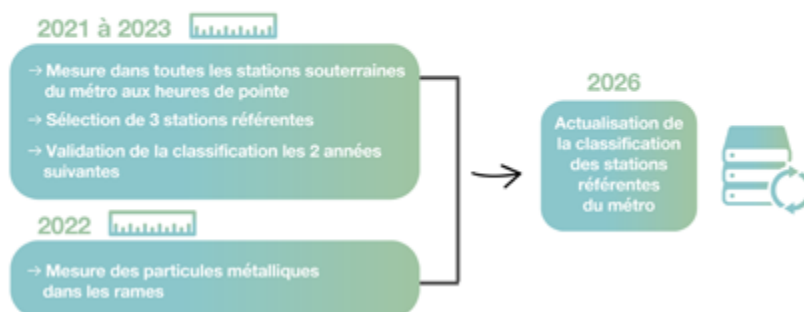 2021 à 2023
→ Mesure dans toutes les stations souterraines
du métro aux heures de pointe
→ Sélection de 3 stations référentes
→ Validation de la classification les 2 années
suivantes
2022
→ Mesure des particules métalliques
dans les rames
2026
Actualisation de
la classification
des stations
référentes
du métro